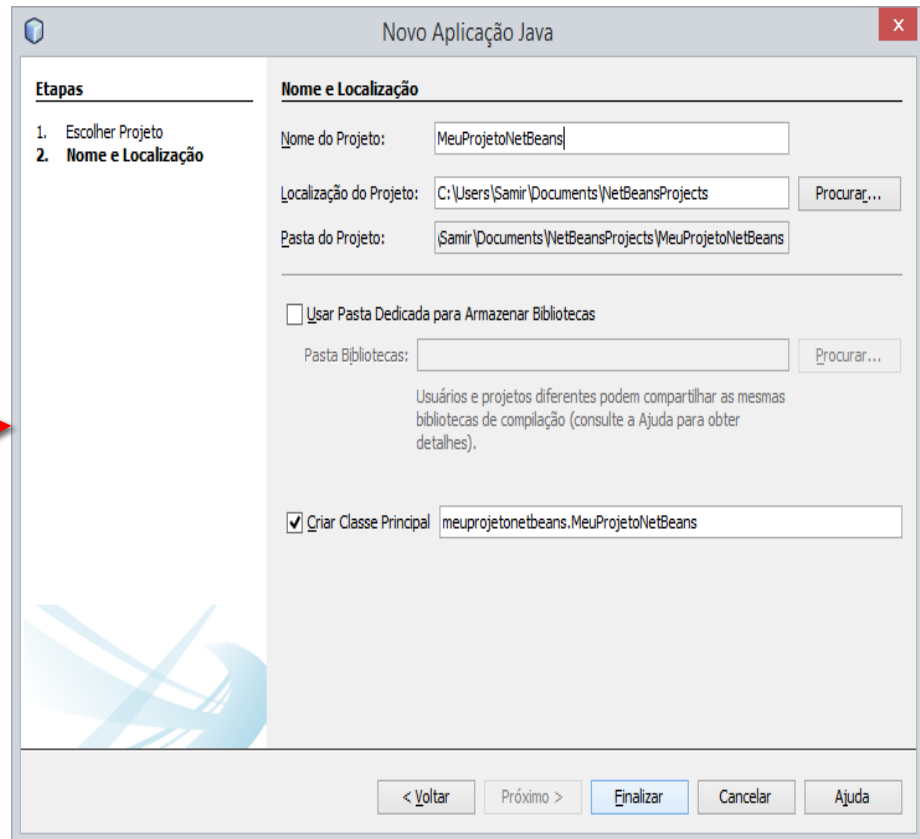 Novo Aplicação Java
x
Etapas
1. Escolher Projeto
2. Nome e Localização
Nome e Localização
Nome do Projeto: MeuProjetoNetBeans
Localização do Projeto: C:\Users\Samir\Documents\NetBeansProjects Procurar...
Pasta do Projeto: \Samir\Documents\NetBeansProjects\MeuProjetoNetBeans
Usar Pasta Dedicada para Armazenar Bibliotecas
Pasta Bibliotecas: Procurar...
Usuários e projetos diferentes podem compartilhar as mesmas
bibliotecas de compilação (consulte a Ajuda para obter
detalhes).
Criar Classe Principal meuprojetonetbeans.MeuProjetoNetBeans
< Voltar Próximo > Finalizar Cancelar Ajuda